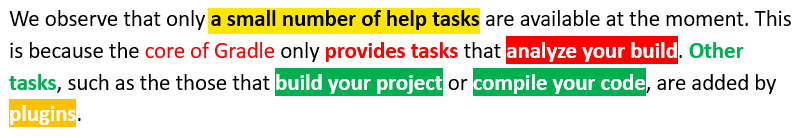 We observe that only a small number of help tasks are available at the moment. This
is because the core of Gradle only provides tasks that analyze your build. Other
tasks, such as the those that build your project or compile your code, are added by
plugins.